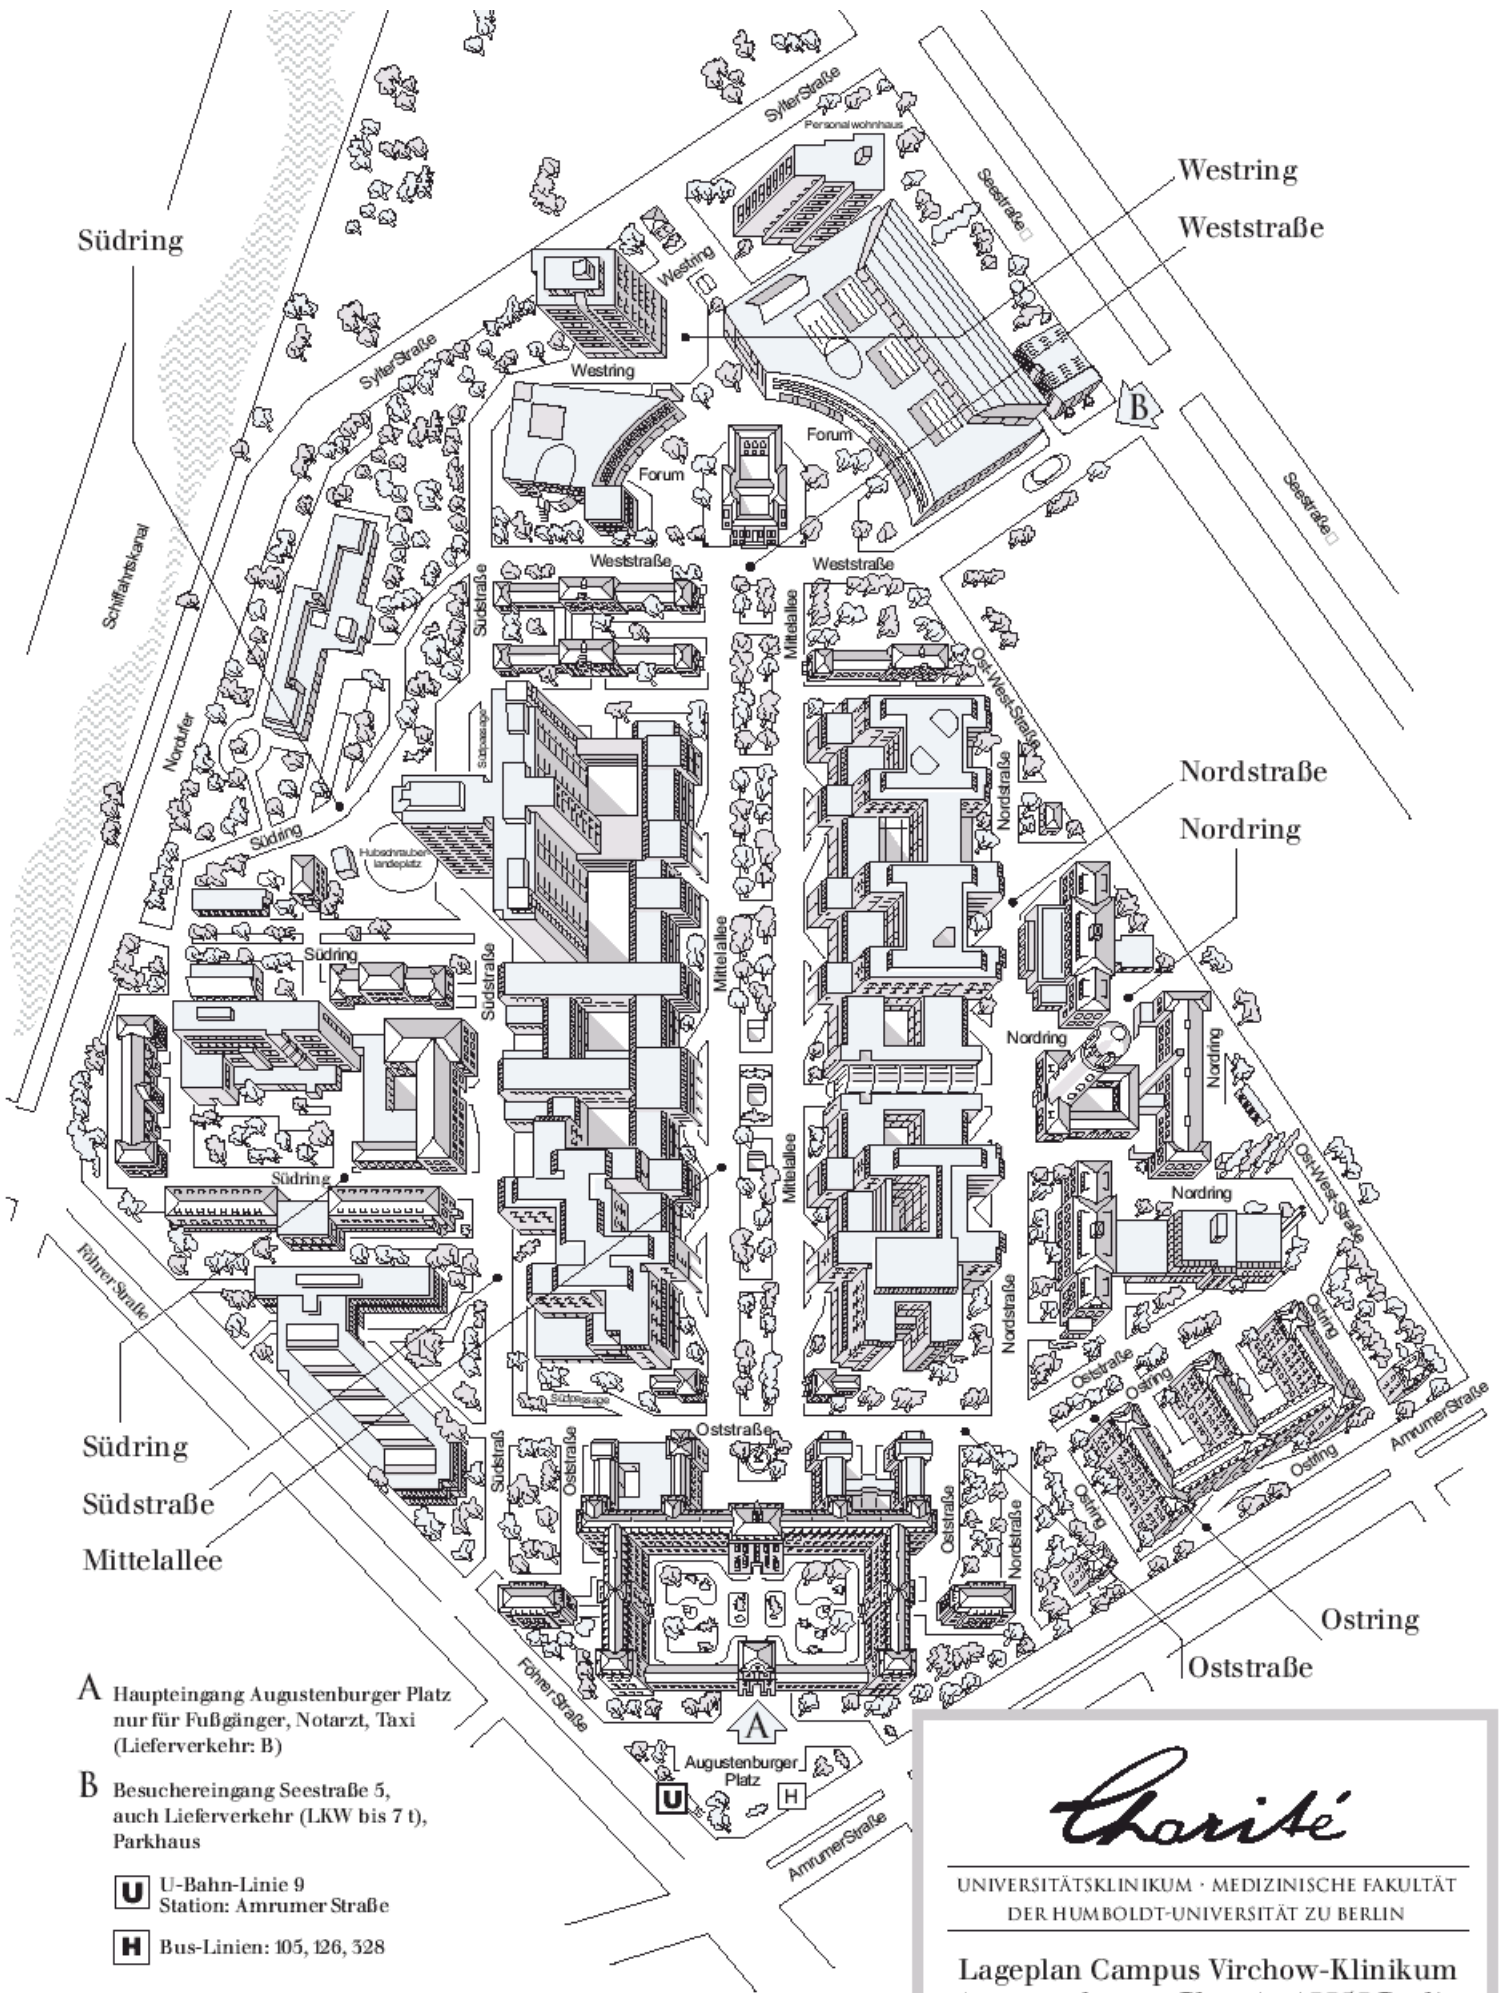 Sylter Straße
Personalwohnhaus
Seestraße
Westring
Weststraße
Südring
Westring
Sylter Straße
Westring
B
Forum
Forum
Seestraße
Schiffahrtskanal
Weststraße
Weststraße
Südstraße
Mittelallee
Ost-West-Straße
Nordufer
Südpassage
Nordstraße
Nordstraße
Nordring
Südring
Hubschrauber-
landeplatz
Mittelallee
Südring
Südstraße
Nordring
Nordring
Südring
Mittelallee
Ost-West-Straße
Nordring
Föhrer Straße
Nordstraße
Ostring
Oststraße
Ostring
Südpassage
Amrumer Straße
Oststraße
Südring
Südstraß
Oststraße
Ostring
Südstraße
Ostring
Oststraße
Nordstraße
Mittelallee
Ostring
Oststraße
Föhrer Straße
A
Haupteingang Augustenburger Platz
nur für Fußgänger, Notarzt, Taxi
(Lieferverkehr: B)
A
B
Besuchereingang Seestraße 5,
auch Lieferverkehr (LKW bis 7 t),
Parkhaus
Augustenburger
Platz
U
H
Amrumer Straße
U
U-Bahn-Linie 9
Station: Amrumer Straße
H
Bus-Linien: 105, 126, 328
Charité
UNIVERSITÄTSKLINIKUM · MEDIZINISCHE FAKULTÄT
DER HUMBOLDT-UNIVERSITÄT ZU BERLIN
Lageplan Campus Virchow-Klinikum